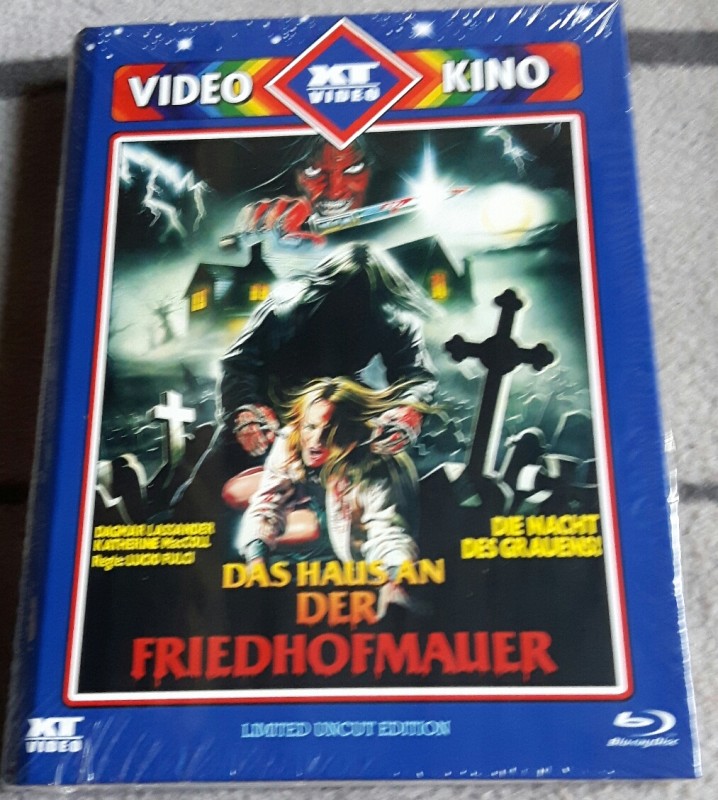 VIDEO XT VIDEO KINO
DAGMAR LASSANDER
KATHERINE MacCOLL
Regie: LUCIO FULCI
DIE NACHT
DES GRAUENS!
DAS HAUS AN
DER
FRIEDHOFMAUER
XT
VIDEO
LIMITED UNCUT EDITION
Blu-ray Disc